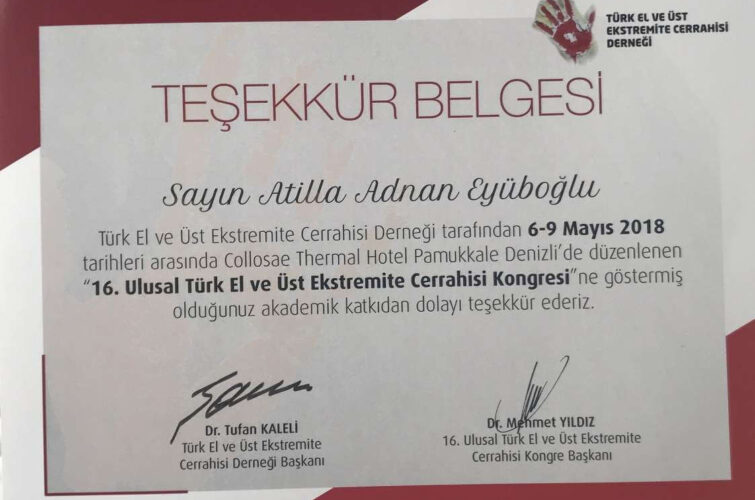 TÜRK EL VE ÜST
EKSTREMITE CERRAHİSİ
DERNEĞİ
TEŞEKKÜR BELGESİ
Sayın Atilla Adnan Eyüboğlu
Türk El ve Üst Ekstremite Cerrahisi Derneği tarafından 6-9 Mayıs 2018
tarihleri arasında Collosae Thermal Hotel Pamukkale Denizli'de düzenlenen
“16. Ulusal Türk El ve Üst Ekstremite Cerrahisi Kongresi”ne göstermiş
olduğunuz akademik katkıdan dolayı teşekkür ederiz.
Dr. Tufan KALELİ
Türk El ve Üst Ekstremite
Cerrahisi Derneği Başkanı
Dr. Mehmet YILDIZ
16. Ulusal Türk El ve Üst Ekstremite
Cerrahisi Kongre Başkanı